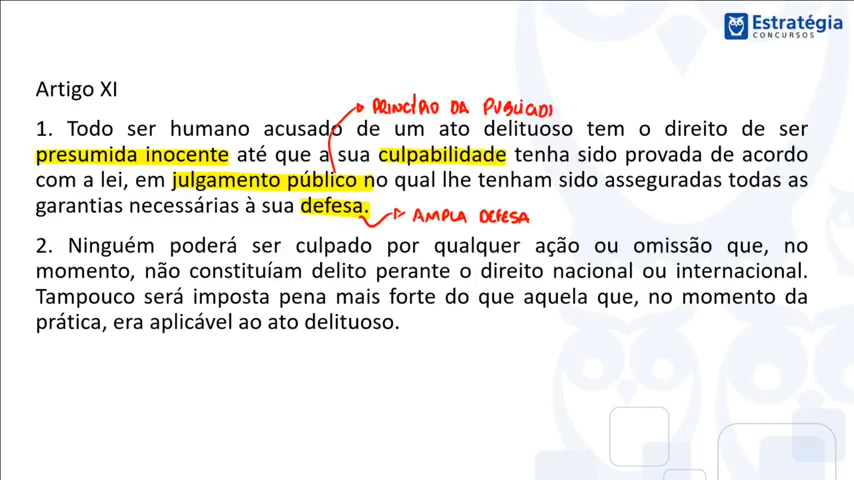 Estratégia
CONCURSOS
Artigo XI
PRINCÍPIO DA PUBLICIDI
1. Todo ser humano acusado de um ato delituoso tem o direito de ser
presumida inocente até que a sua culpabilidade tenha sido provada de acordo
com a lei, em julgamento público no qual lhe tenham sido asseguradas todas as
garantias necessárias à sua defesa.
AMPLA DEFESA
2. Ninguém poderá ser culpado por qualquer ação ou omissão que, no
momento, não constituíam delito perante o direito nacional ou internacional.
Tampouco será imposta pena mais forte do que aquela que, no momento da
prática, era aplicável ao ato delituoso.